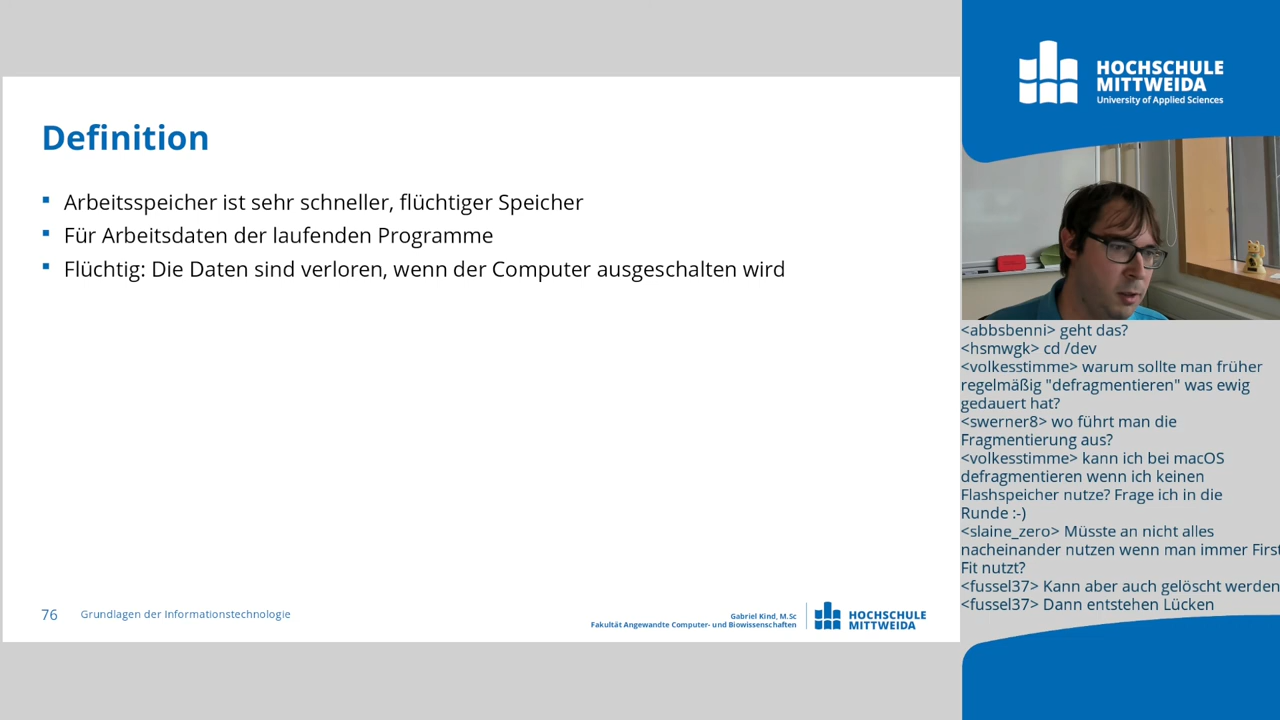 Definition
Arbeitsspeicher ist sehr schneller, flüchtiger Speicher
Für Arbeitsdaten der laufenden Programme
Flüchtig: Die Daten sind verloren, wenn der Computer ausgeschalten wird
76
Grundlagen der Informationstechnologie
Gabriel Kind, M.Sc
Fakultät Angewandte Computer- und Biowissenschaften
HOCHSCHULE
MITTWEIDA
HOCHSCHULE
MITTWEIDA
University of Applied Sciences
<abbsbenni> geht das?
<hsmwgk> cd /dev
<volkesstimme> warum sollte man früher
regelmäßig "defragmentieren" was ewig
gedauert hat?
<swerner8> wo führt man die
Fragmentierung aus?
<volkesstimme> kann ich bei macOS
defragmentieren wenn ich keinen
Flashspeicher nutze? Frage ich in die
Runde :-)
<slaine_zero> Müsste an nicht alles
nacheinander nutzen wenn man immer First
Fit nutzt?
<fussel37> Kann aber auch gelöscht werden
<fussel37> Dann entstehen Lücken